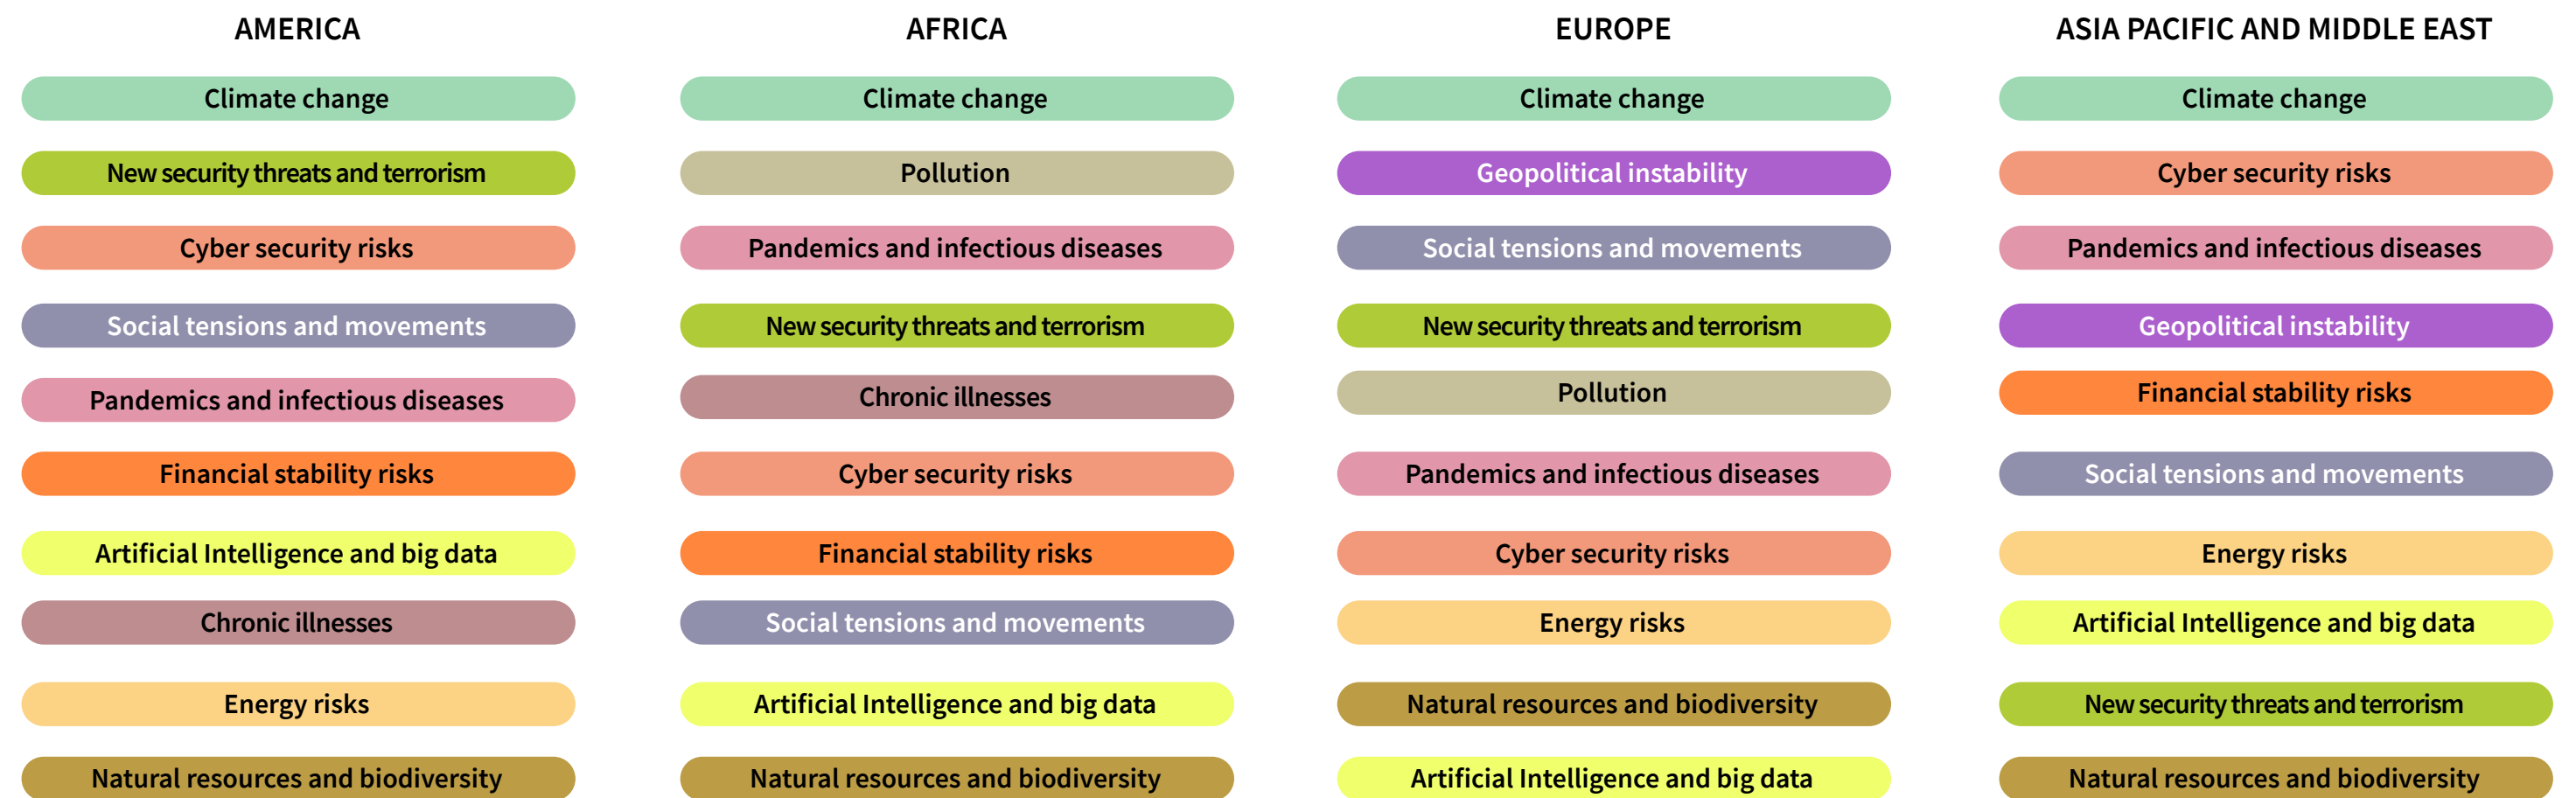 AMERICA
Climate change
New security threats and terrorism
Cyber security risks
Social tensions and movements
Pandemics and infectious diseases
Financial stability risks
Artificial Intelligence and big data
Chronic illnesses
Energy risks
Natural resources and biodiversity
AFRICA
Climate change
Pollution
Pandemics and infectious diseases
New security threats and terrorism
Chronic illnesses
Cyber security risks
Financial stability risks
Social tensions and movements
Artificial Intelligence and big data
Natural resources and biodiversity
EUROPE
Climate change
Geopolitical instability
Social tensions and movements
New security threats and terrorism
Pollution
Pandemics and infectious diseases
Cyber security risks
Energy risks
Natural resources and biodiversity
Artificial Intelligence and big data
ASIA PACIFIC AND MIDDLE EAST
Climate change
Cyber security risks
Pandemics and infectious diseases
Geopolitical instability
Financial stability risks
Social tensions and movements
Energy risks
Artificial Intelligence and big data
New security threats and terrorism
Natural resources and biodiversity